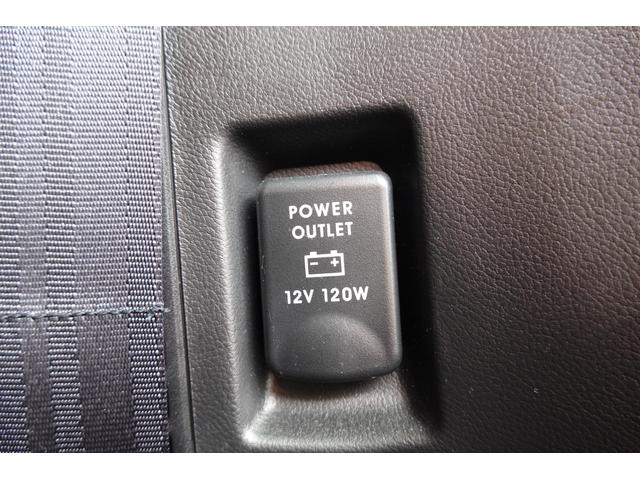 POWER
OUTLET
- +
12V 120W